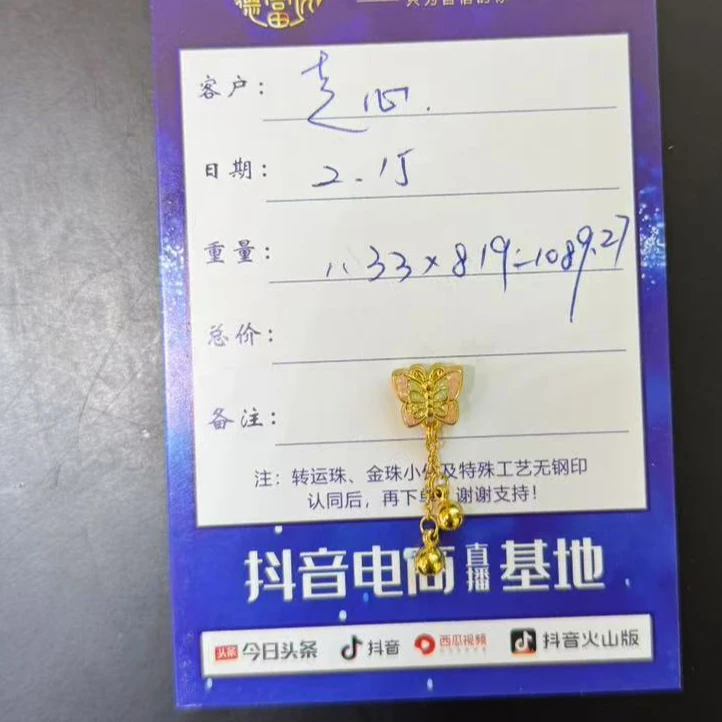 客户：
日期：2.15
重量：1.33×819=1089.27
总价：
备注：
注：转运珠、金珠小件及特殊工艺无钢印
认同后，再下单，谢谢支持！
抖音电商直播基地
头条 今日头条 抖音 西瓜视频 抖音火山版